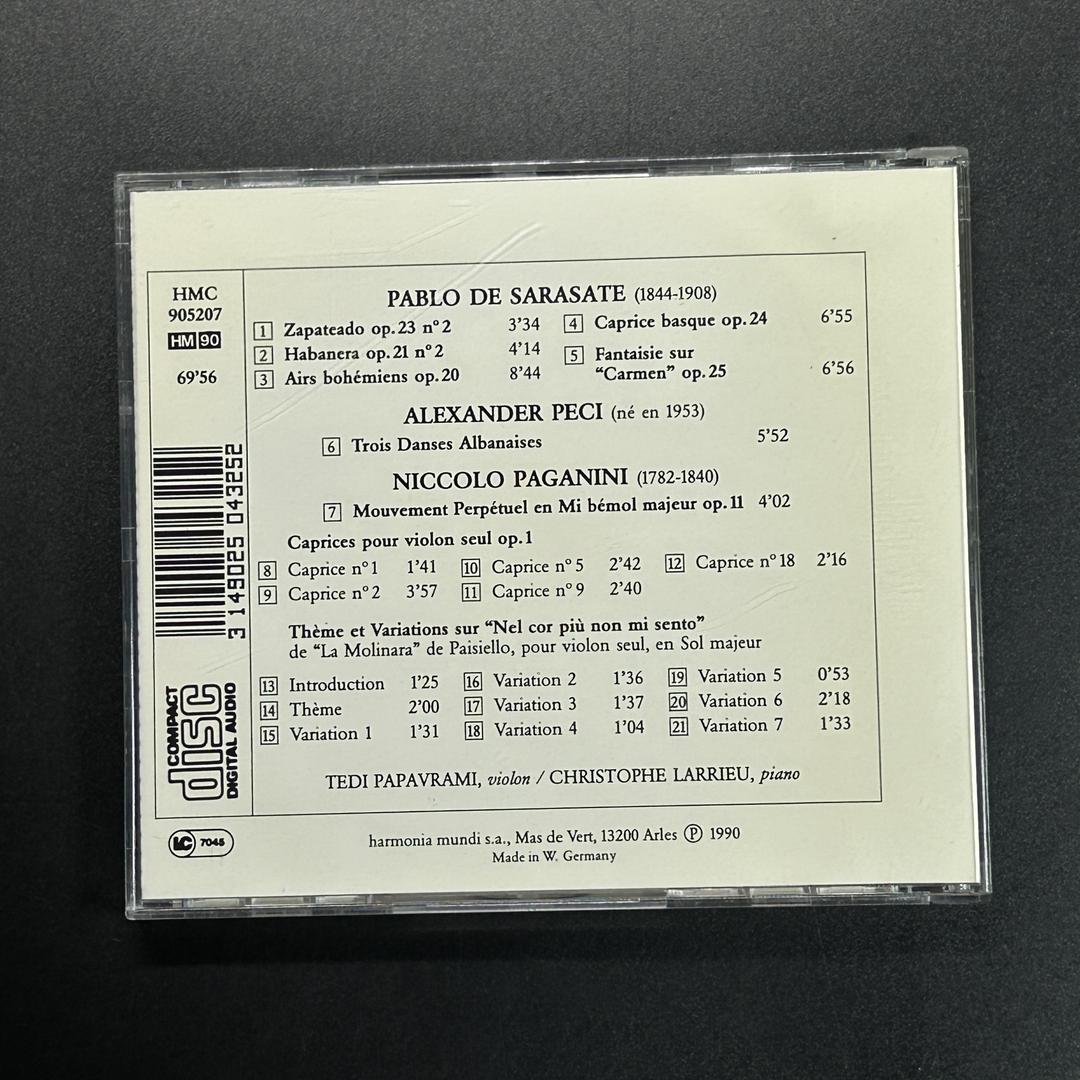 HMC
905207
HM 90
69'56
3 149025 043252
COMPACT
disc
DIGITAL AUDIO
PABLO DE SARASATE (1844-1908)
1 Zapateado op.23 nº2 3'34
2 Habanera op.21 nº2 4'14
3 Airs bohémiens op.20 8'44
4 Caprice basque op.24 6'55
5 Fantaisie sur
"Carmen" op.25 6'56
ALEXANDER PECI (né en 1953)
6 Trois Danses Albanaises 5'52
NICCOLO PAGANINI (1782-1840)
7 Mouvement Perpétuel en Mi bémol majeur op.11 4'02
Caprices pour violon seul op.1
8 Caprice nº1 1'41
9 Caprice nº2 3'57
10 Caprice nº5 2'42
11 Caprice nº9 2'40
12 Caprice nº18 2'16
Thème et Variations sur "Nel cor più non mi sento"
de "La Molinara" de Paisiello, pour violon seul, en Sol majeur
13 Introduction 1'25
14 Thème 2'00
15 Variation 1 1'31
16 Variation 2 1'36
17 Variation 3 1'37
18 Variation 4 1'04
19 Variation 5 0'53
20 Variation 6 2'18
21 Variation 7 1'33
TEDI PAPAVRAMI, violon / CHRISTOPHE LARRIEU, piano
LC 7045
harmonia mundi s.a., Mas de Vert, 13200 Arles Ⓟ 1990
Made in W. Germany